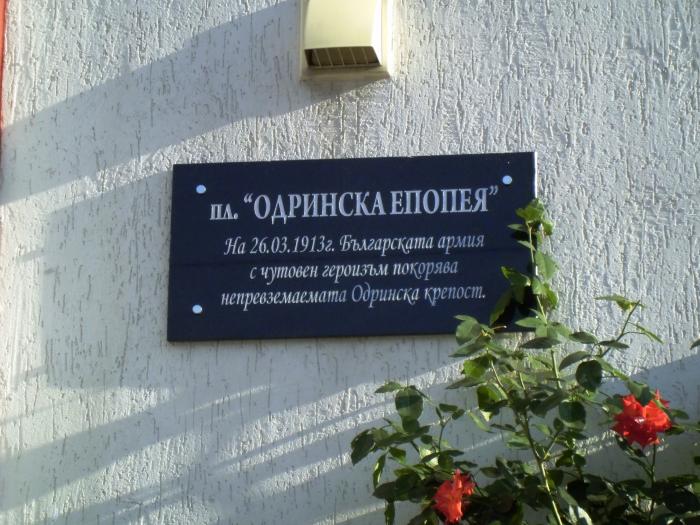 пл. “ОДРИНСКА ЕПОПЕЯ”
На 26.03.1913г. Българската армия
с чутовен героизъм покорява
непревземаемата Одринска крепост.